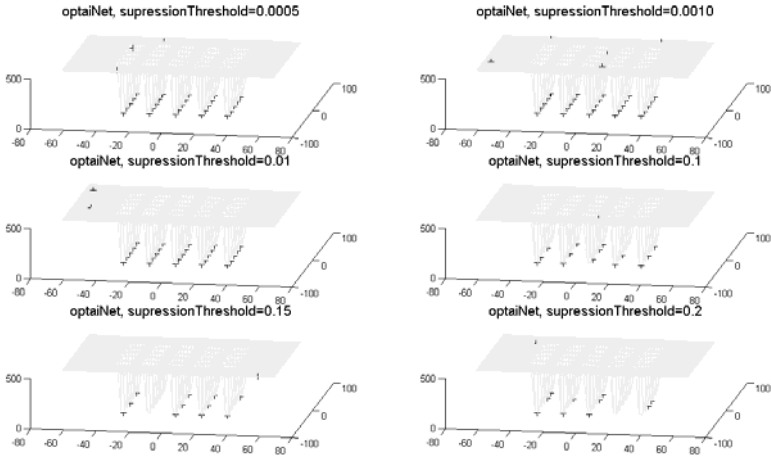 optaiNet, supressionThreshold=0.0005
500
0
-80 -60 -40 -20 0 20 40 60 80
100
0
-100
optaiNet, supressionThreshold=0.0010
500
0
-80 -60 -40 -20 0 20 40 60 80
100
0
-100
optaiNet, supressionThreshold=0.01
500
0
-80 -60 -40 -20 0 20 40 60 80
100
0
-100
optaiNet, supressionThreshold=0.1
500
0
-80 -60 -40 -20 0 20 40 60 80
100
0
-100
optaiNet, supressionThreshold=0.15
500
0
-80 -60 -40 -20 0 20 40 60 80
100
0
-100
optaiNet, supressionThreshold=0.2
500
0
-80 -60 -40 -20 0 20 40 60 80
100
0
-100